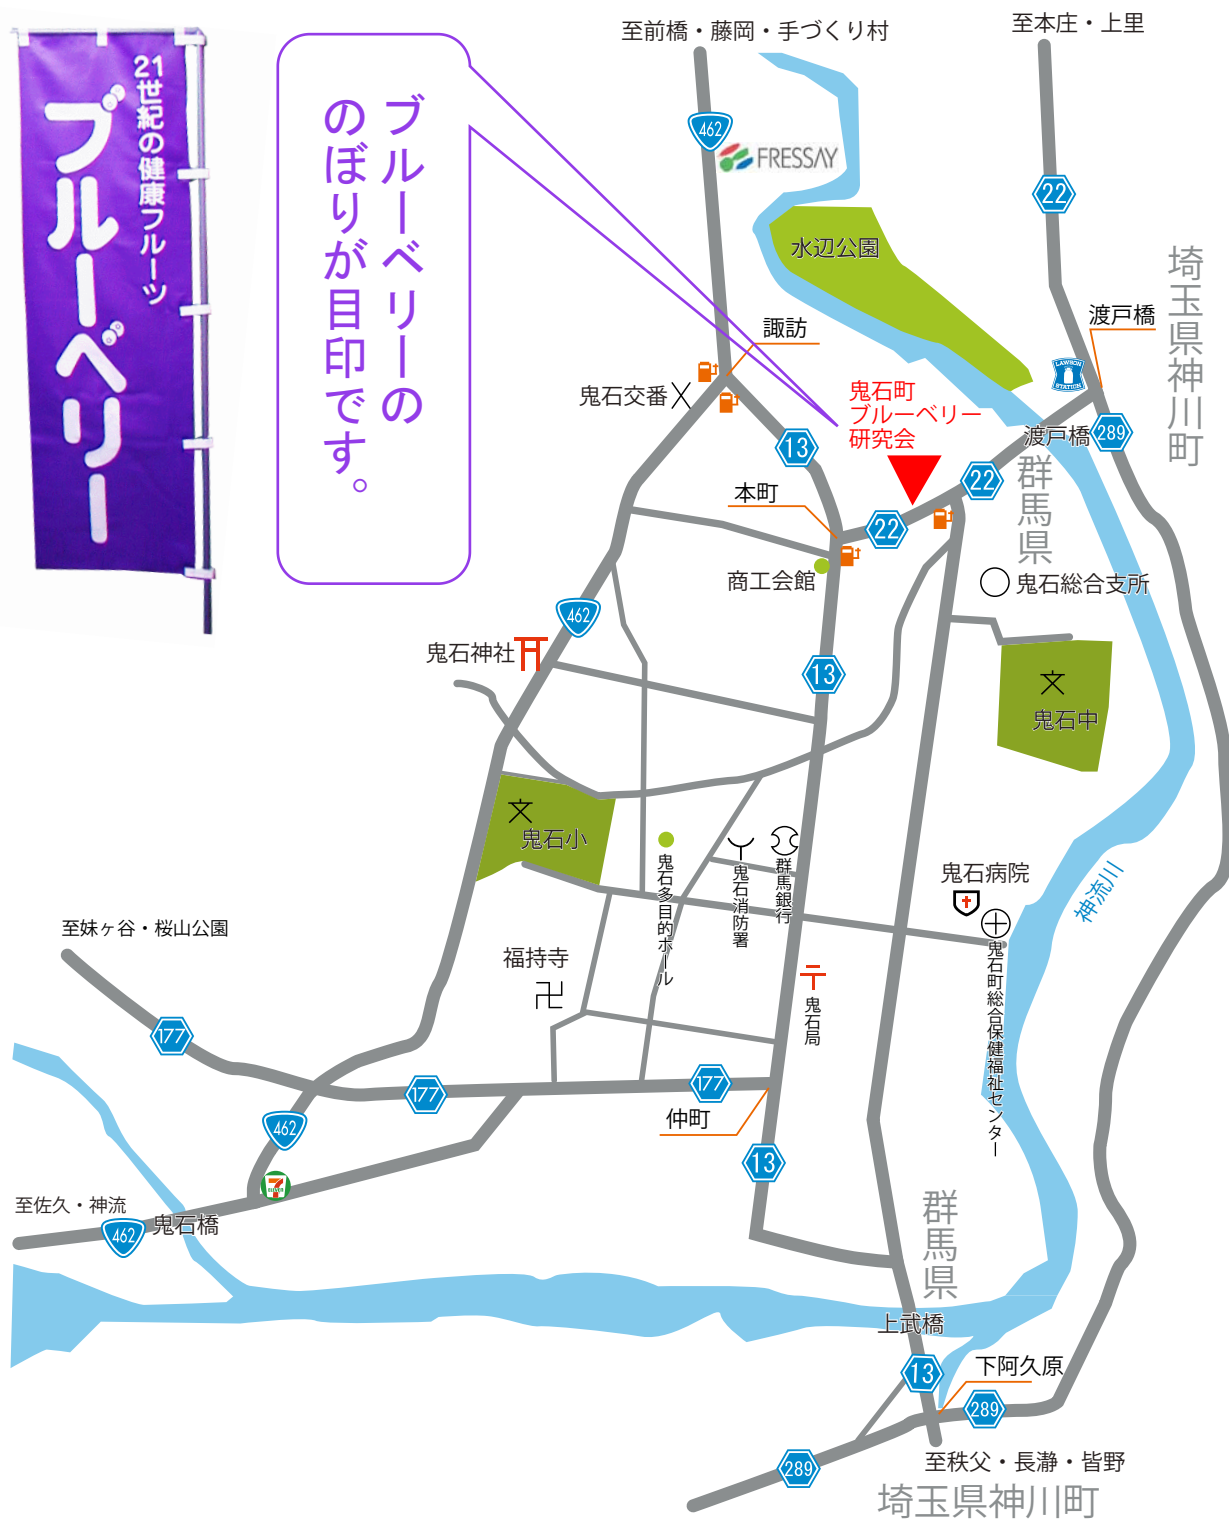 21世紀の健康フルーツ
ブルーベリー
ブルーベリーの
のぼりが目印です。
至前橋・藤岡・手づくり村
至本庄・上里
462
FRESSAY
22
水辺公園
埼玉県神川町
渡戸橋
諏訪
LAWSON
STATION
鬼石交番
鬼石町
ブルーベリー
研究会
渡戸橋
289
13
群馬県
22
本町
22
商工会館
鬼石総合支所
462
鬼石神社
13
文
鬼石中
文
鬼石小
鬼石多目的ホール
鬼石消防署
群馬銀行
鬼石病院
神流川
至妹ヶ谷・桜山公園
福持寺
卍
鬼石局
鬼石町総合保健福祉センター
177
177
177
仲町
462
13
7
ELEVEN
至佐久・神流
462
鬼石橋
群馬県
上武橋
13
下阿久原
289
289
至秩父・長瀞・皆野
埼玉県神川町